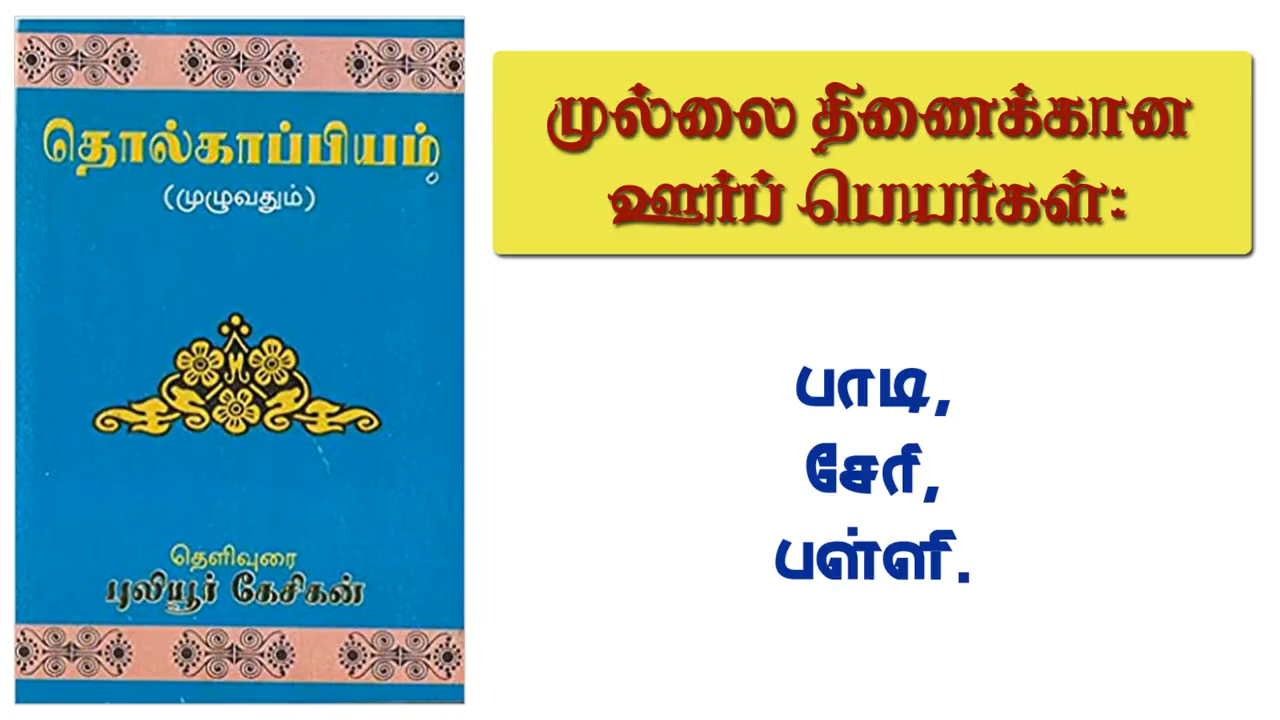 தொல்காப்பியம்
(முழுவதும்)
தெளிவுரை
புலியூர் கேசிகன்
முல்லை திணைக்கான
ஊர்ப் பெயர்கள்:
பாடி,
சேரி,
பள்ளி.